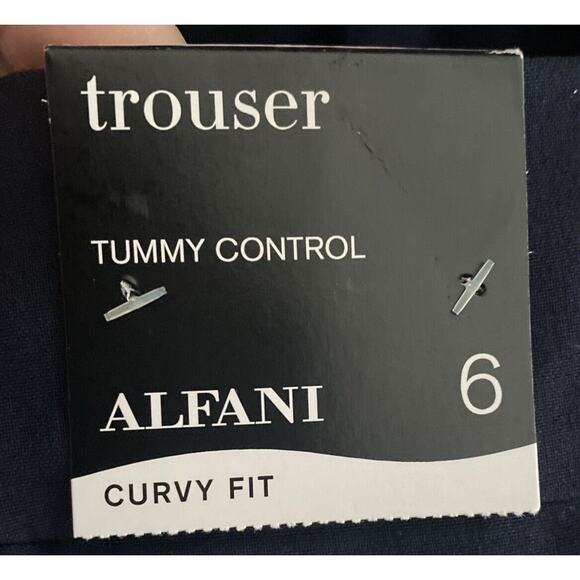 trouser
TUMMY CONTROL
ALFANI 6
CURVY FIT